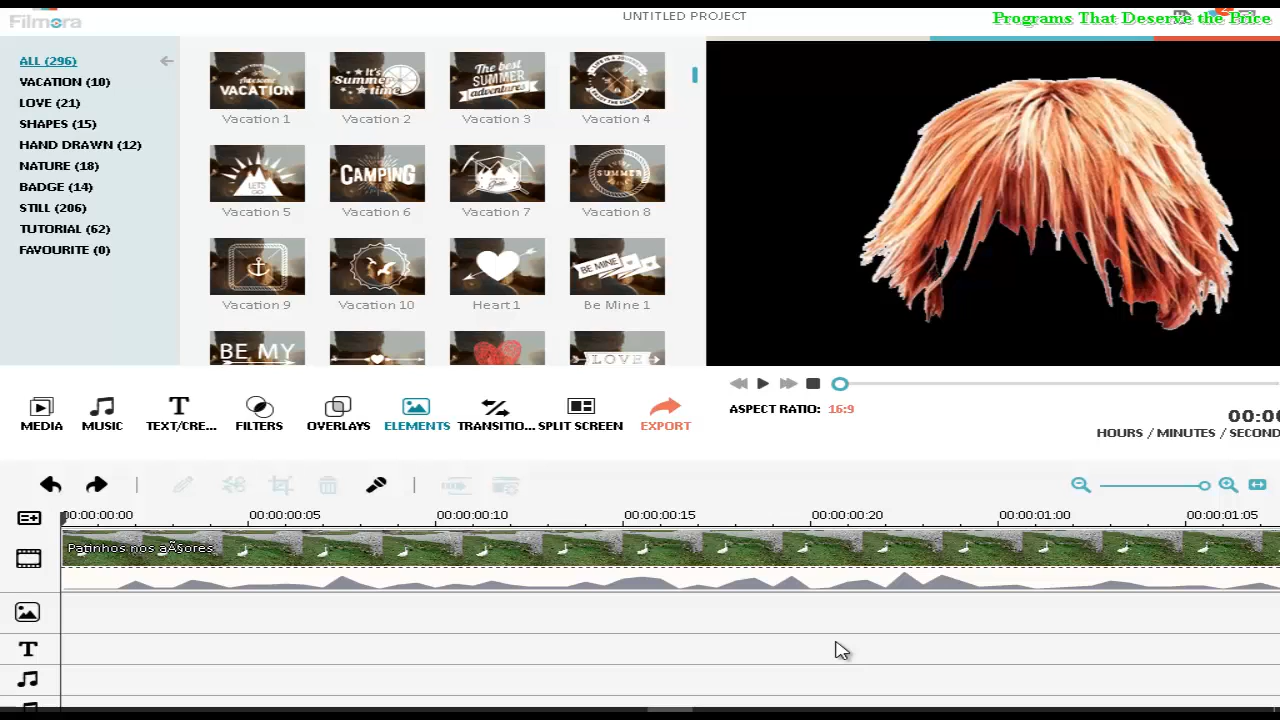 Filmora
UNTITLED PROJECT
Programs That Deserve the Price
ALL (296)
VACATION (10)
LOVE (21)
SHAPES (15)
HAND DRAWN (12)
NATURE (18)
BADGE (14)
STILL (206)
TUTORIAL (62)
FAVOURITE (0)
Awesome
VACATION
Vacation 1
It's
Summer
time
Vacation 2
The best
SUMMER
adventures
Vacation 3
Vacation 4
LET'S
GO!
Vacation 5
CAMPING
Vacation 6
Vacation 7
SUMMER
Vacation 8
Vacation 9
Vacation 10
Heart 1
BE MINE
Be Mine 1
BE MY
LOVE
MEDIA
MUSIC
TEXT/CRE...
FILTERS
OVERLAYS
ELEMENTS
TRANSITIO...
SPLIT SCREEN
EXPORT
ASPECT RATIO: 16:9
00:00
HOURS / MINUTES / SECOND
00:00:00:00 00:00:00:05 00:00:00:10 00:00:00:15 00:00:00:20 00:00:01:00 00:00:01:05
Patinhos nos aÃ§ores